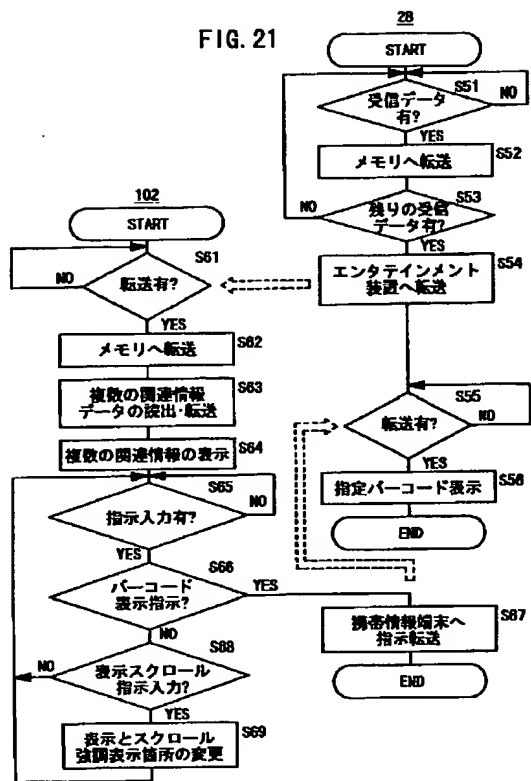 FIG. 21
28
START
S51
受信データ
有?
NO
YES
S52
メモリへ転送
S53
残りの受信
データ有?
NO
YES
S54
エンタテインメント
装置へ転送
S55
転送有?
NO
YES
S56
指定バーコード表示
END
102
START
S61
転送有?
NO
YES
S62
メモリへ転送
S63
複数の関連情報
データの読出・転送
S64
複数の関連情報の表示
S65
指示入力有?
NO
YES
S66
バーコード
表示指示?
YES
NO
S67
携帯情報端末へ
指示転送
END
S68
表示スクロール
指示入力?
NO
YES
S69
表示とスクロール
強調表示箇所の変更